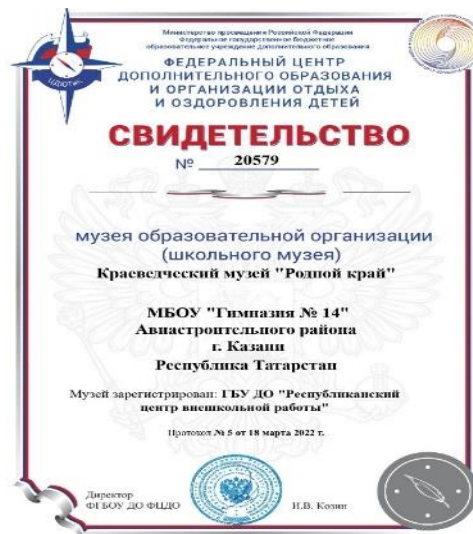 Министерство просвещения Российской Федерации
Федеральное государственное бюджетное
образовательное учреждение дополнительного образования
ФЕДЕРАЛЬНЫЙ ЦЕНТР
ДОПОЛНИТЕЛЬНОГО ОБРАЗОВАНИЯ
И ОРГАНИЗАЦИИ ОТДЫХА
И ОЗДОРОВЛЕНИЯ ДЕТЕЙ
СВИДЕТЕЛЬСТВО
№ 20579
музея образовательной организации
(школьного музея)
Краеведческий музей "Родной край"
МБОУ "Гимназия № 14"
Авиастроительного района
г. Казани
Республика Татарстан
Музей зарегистрирован: ГБУ ДО "Республиканский
центр внешкольной работы"
Протокол № 5 от 18 марта 2022 г.
Директор
ФГБОУ ДО ФЦДО
И.В. Козин